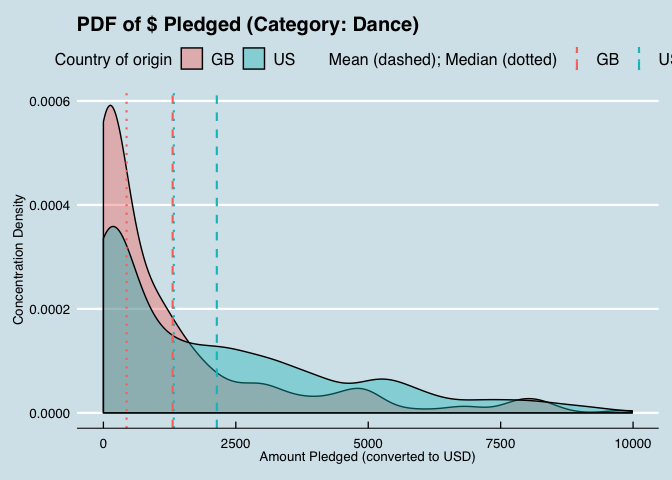 PDF of $ Pledged (Category: Dance)
Country of origin GB US Mean (dashed); Median (dotted) GB
0.0006
0.0004
0.0002
0.0000
Concentration Density
0 2500 5000 7500 10000
Amount Pledged (converted to USD)